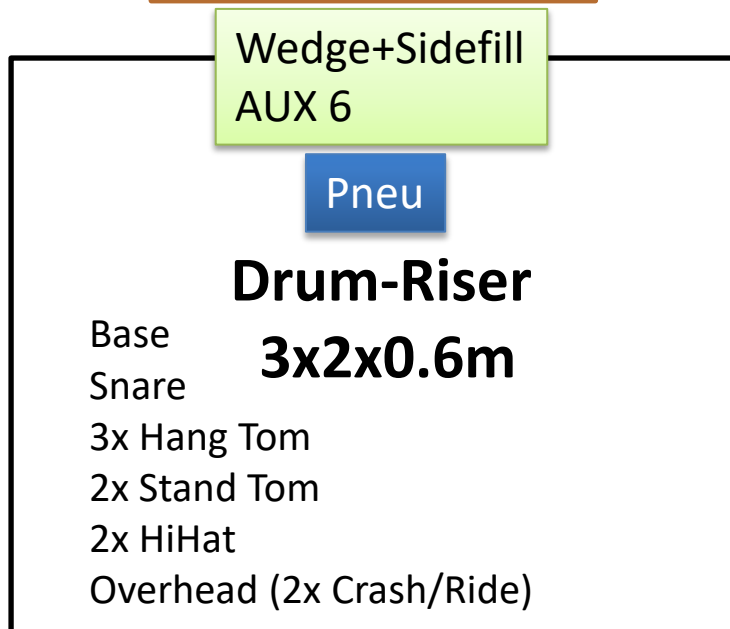 Wedge+Sidefill
AUX 6
Pneu
Drum-Riser
3x2x0.6m
Base
Snare
3x Hang Tom
2x Stand Tom
2x HiHat
Overhead (2x Crash/Ride)